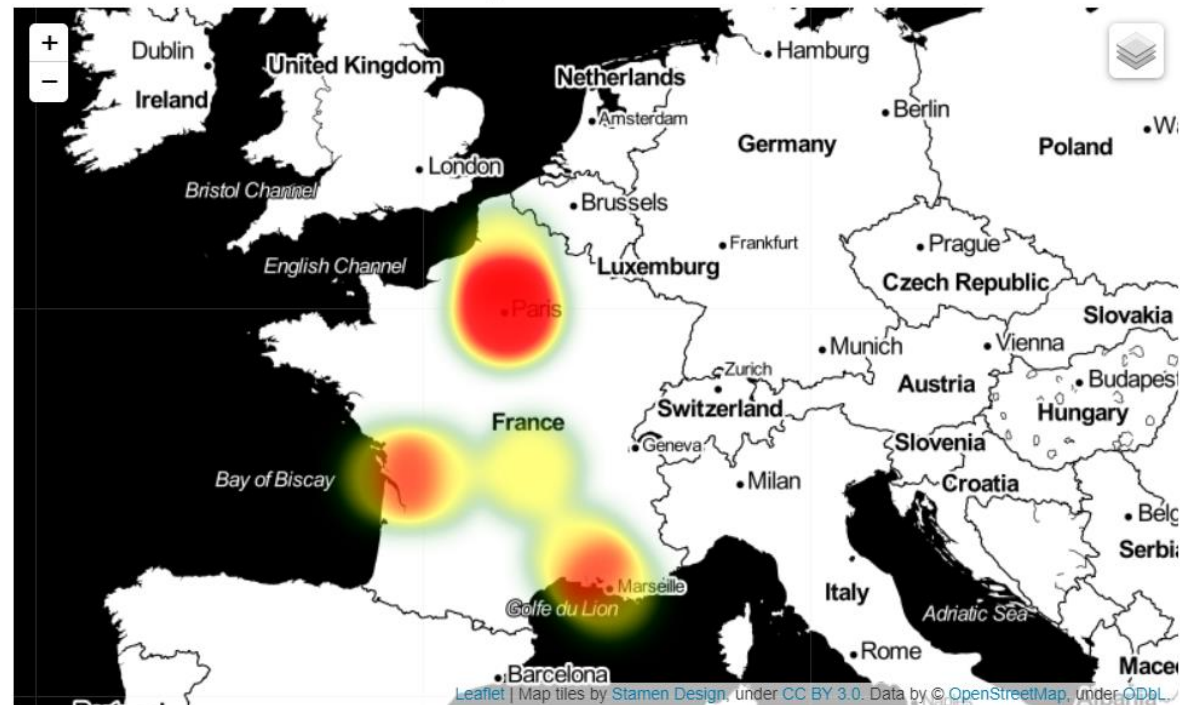 +
−
Dublin
United Kingdom
Hamburg
Netherlands
Ireland
Amsterdam
Berlin
Germany
Poland
London
Bristol Channel
Brussels
Frankfurt
Prague
English Channel
Luxemburg
Czech Republic
Paris
Slovakia
Munich
Vienna
Zurich
Budapest
Austria
Switzerland
Hungary
France
Geneva
Slovenia
Bay of Biscay
Milan
Croatia
Belg
Serbia
Marseille
Italy
Golfe du Lion
Adriatic Sea
Rome
Mace
Barcelona
Leaflet | Map tiles by Stamen Design, under CC BY 3.0. Data by © OpenStreetMap, under ODbL.